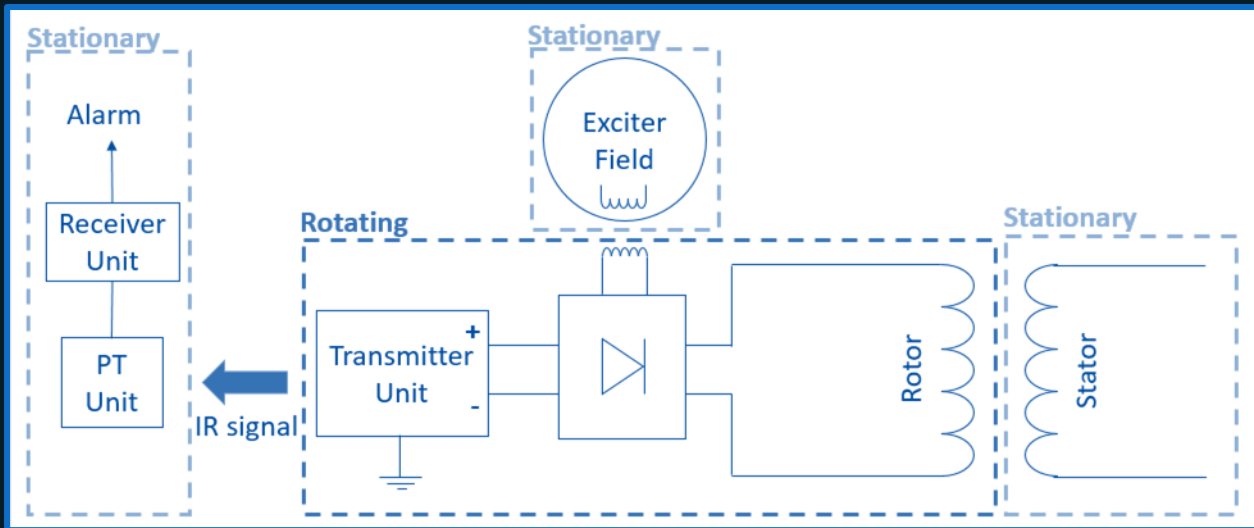 Stationary
Alarm
Receiver
Unit
PT
Unit
IR signal
Stationary
Exciter
Field
Rotating
Transmitter
Unit
+
-
Rotor
Stationary
Stator